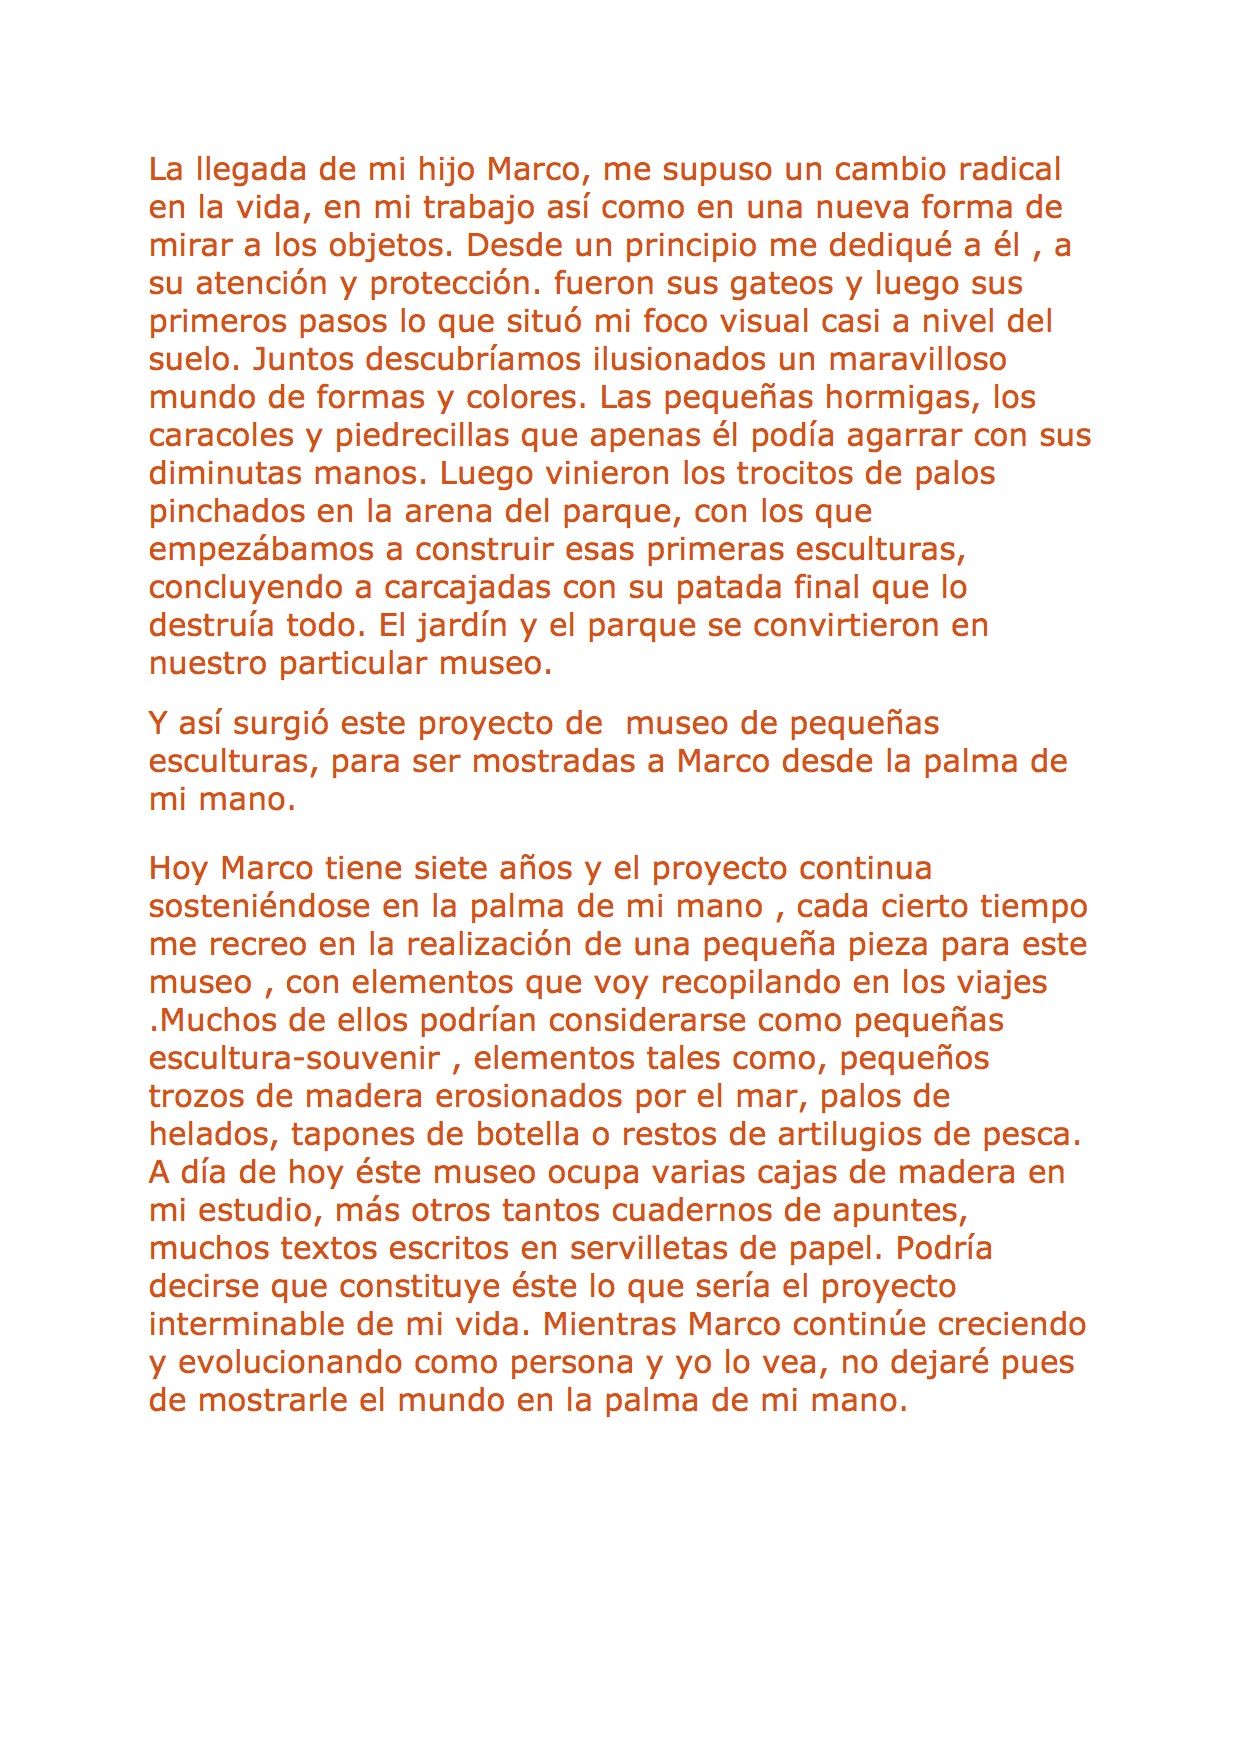 La llegada de mi hijo Marco, me supuso un cambio radical
en la vida, en mi trabajo así como en una nueva forma de
mirar a los objetos. Desde un principio me dediqué a él , a
su atención y protección. fueron sus gateos y luego sus
primeros pasos lo que situó mi foco visual casi a nivel del
suelo. Juntos descubríamos ilusionados un maravilloso
mundo de formas y colores. Las pequeñas hormigas, los
caracoles y piedrecillas que apenas él podía agarrar con sus
diminutas manos. Luego vinieron los trocitos de palos
pinchados en la arena del parque, con los que
empezábamos a construir esas primeras esculturas,
concluyendo a carcajadas con su patada final que lo
destruía todo. El jardín y el parque se convirtieron en
nuestro particular museo.
Y así surgió este proyecto de  museo de pequeñas
esculturas, para ser mostradas a Marco desde la palma de
mi mano.
Hoy Marco tiene siete años y el proyecto continua
sosteniéndose en la palma de mi mano , cada cierto tiempo
me recreo en la realización de una pequeña pieza para este
museo , con elementos que voy recopilando en los viajes
.Muchos de ellos podrían considerarse como pequeñas
escultura-souvenir , elementos tales como, pequeños
trozos de madera erosionados por el mar, palos de
helados, tapones de botella o restos de artilugios de pesca.
A día de hoy éste museo ocupa varias cajas de madera en
mi estudio, más otros tantos cuadernos de apuntes,
muchos textos escritos en servilletas de papel. Podría
decirse que constituye éste lo que sería el proyecto
interminable de mi vida. Mientras Marco continúe creciendo
y evolucionando como persona y yo lo vea, no dejaré pues
de mostrarle el mundo en la palma de mi mano.